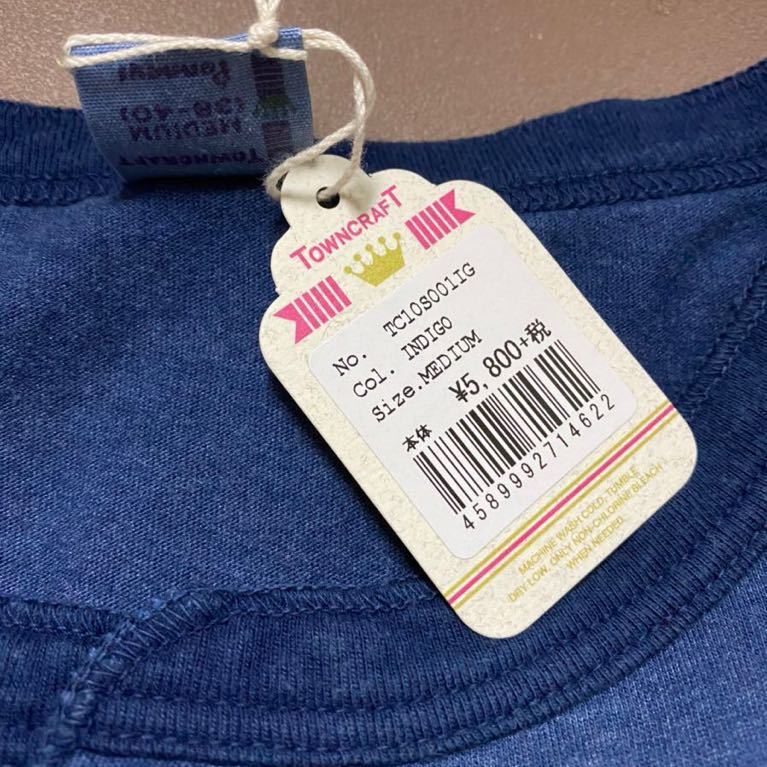 TOWNCRAFT
MEDIUM
(38-40)
TOWNCRAFT
No. TC10S001IG
Col. INDIGO
Size.MEDIUM
¥5,800+税
本体
4589992714622
MACHINE WASH COLD, TUMBLE
DRY LOW, ONLY NON-CHLORINE BLEACH
WHEN NEEDED.